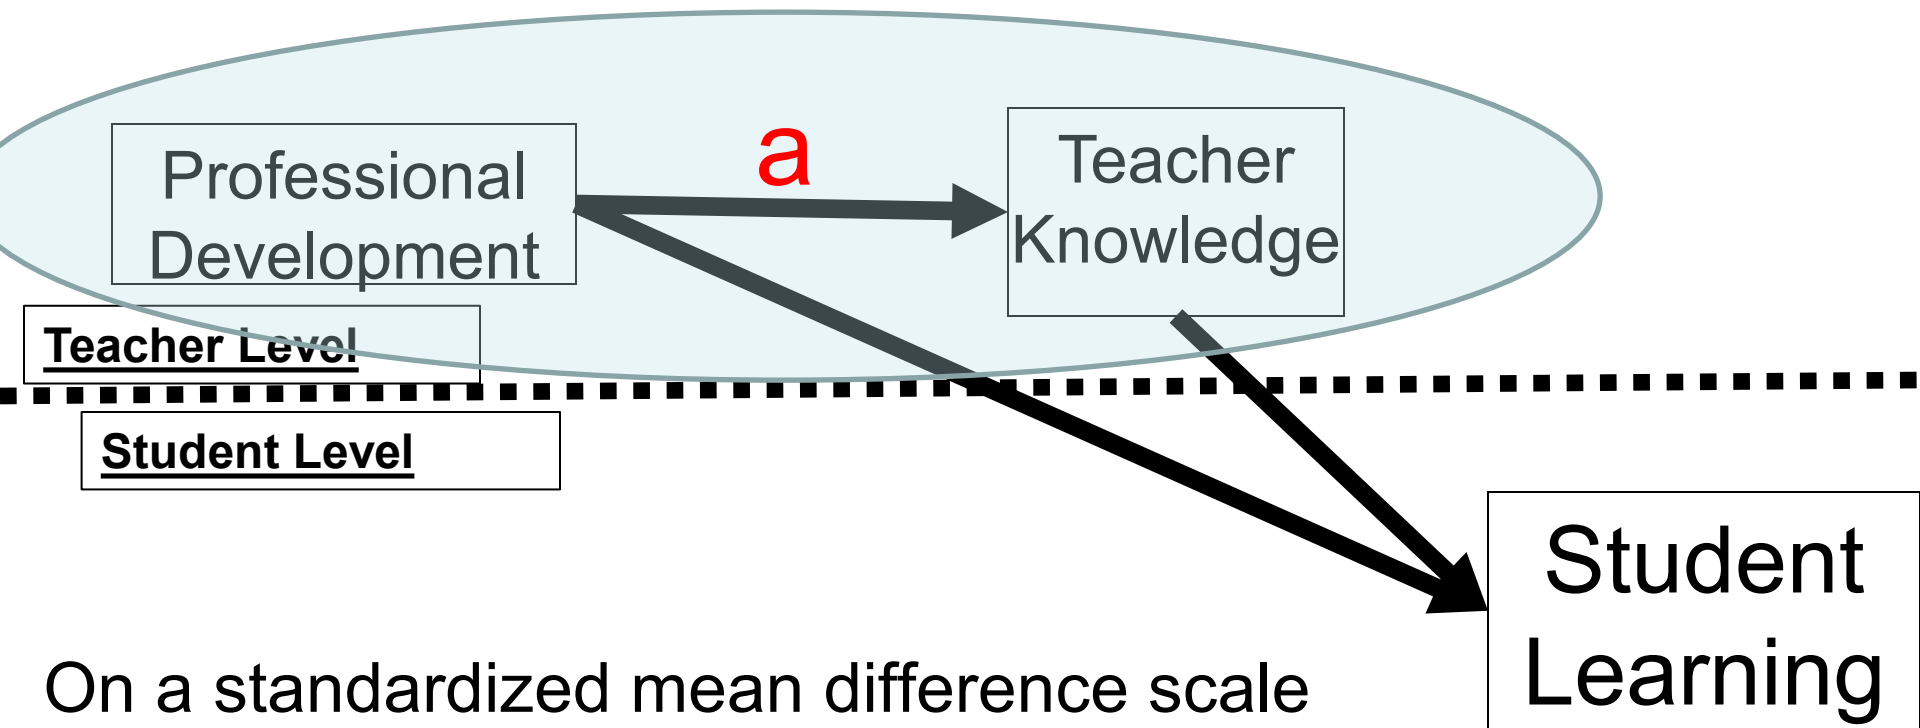 Professional
Development
a
Teacher
Knowledge
Teacher Level
Student Level
Student
Learning
On a standardized mean difference scale